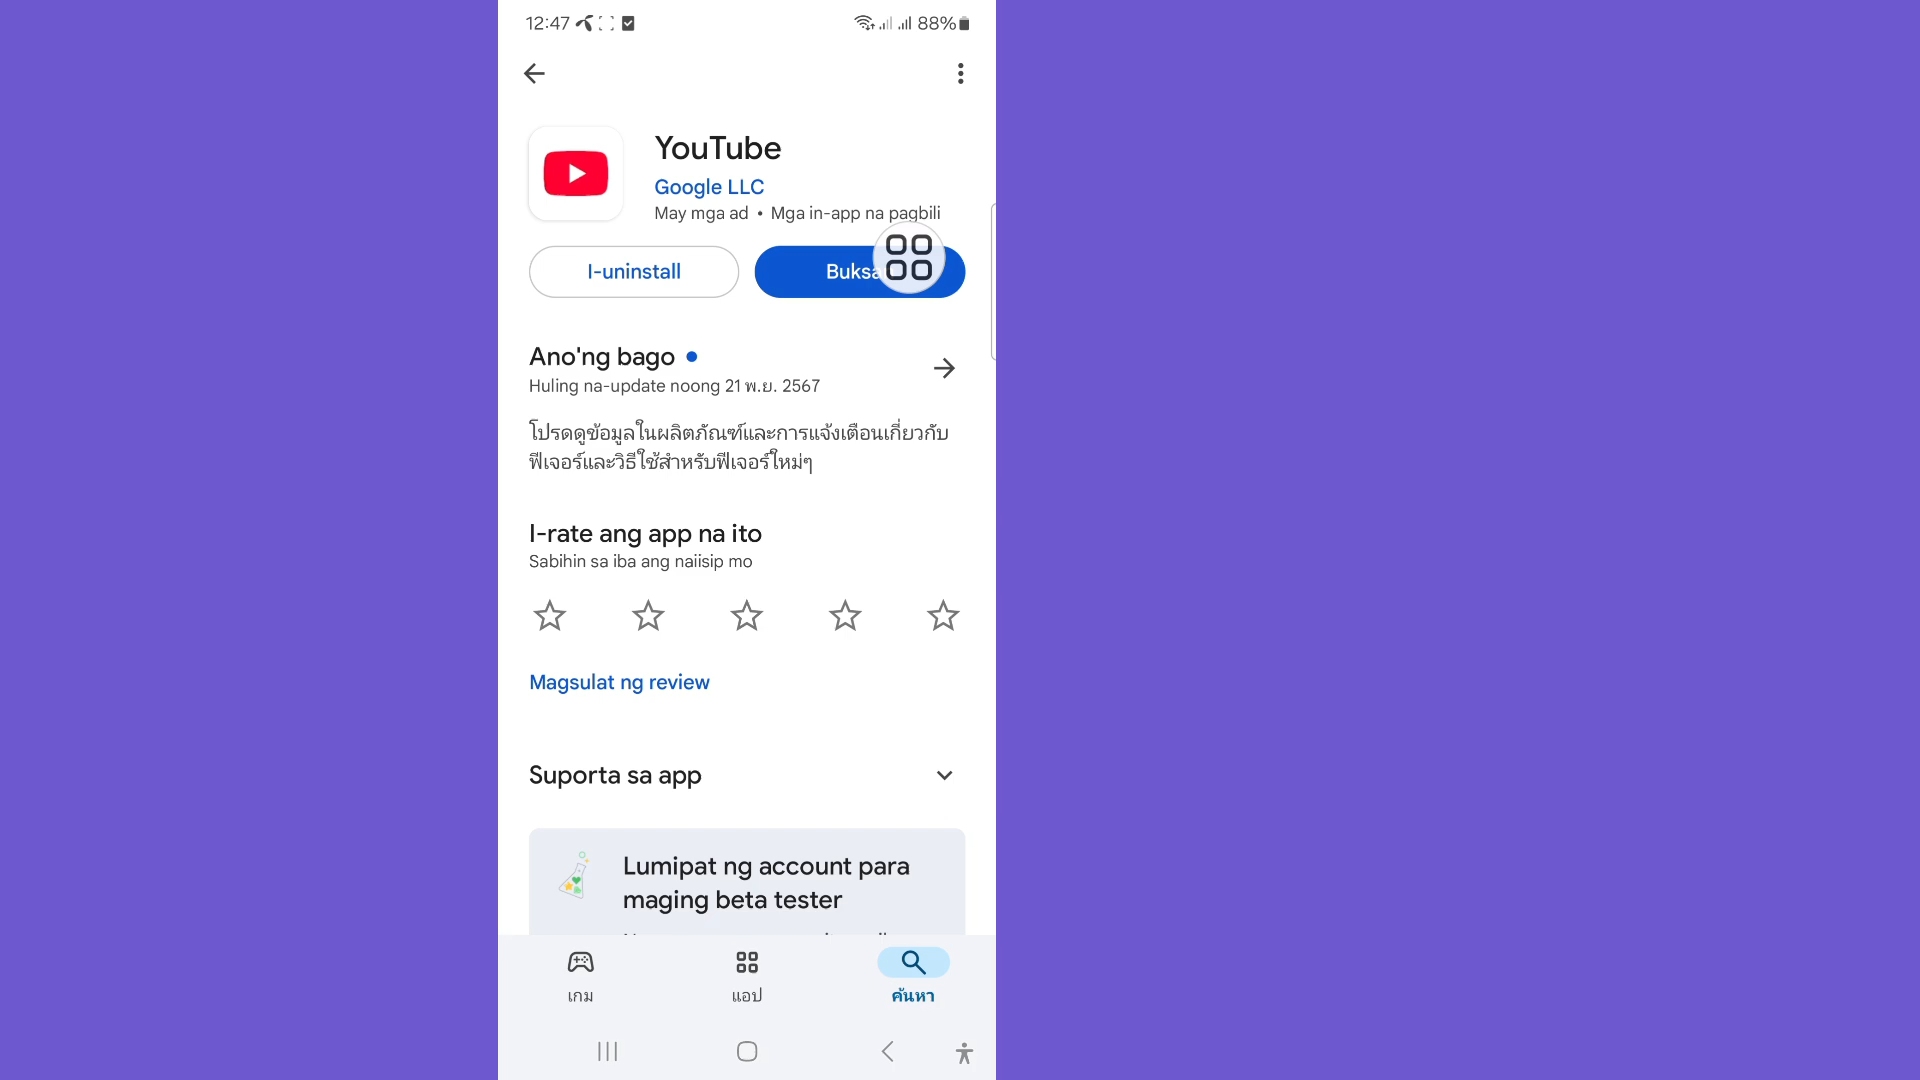 12:47 88%
YouTube
Google LLC
May mga ad • Mga in-app na pagbili
I-uninstall
Ano'ng bago
Huling na-update noong 21 พ.ย. 2567
โปรดดูข้อมูลในผลิตภัณฑ์และการแจ้งเตือนเกี่ยวกับ
ฟีเจอร์และวิธีใช้สำหรับฟีเจอร์ใหม่ๆ
I-rate ang app na ito
Sabihin sa iba ang naiisip mo
Magsulat ng review
Suporta sa app
Lumipat ng account para
maging beta tester
เกม แอป ค้นหา